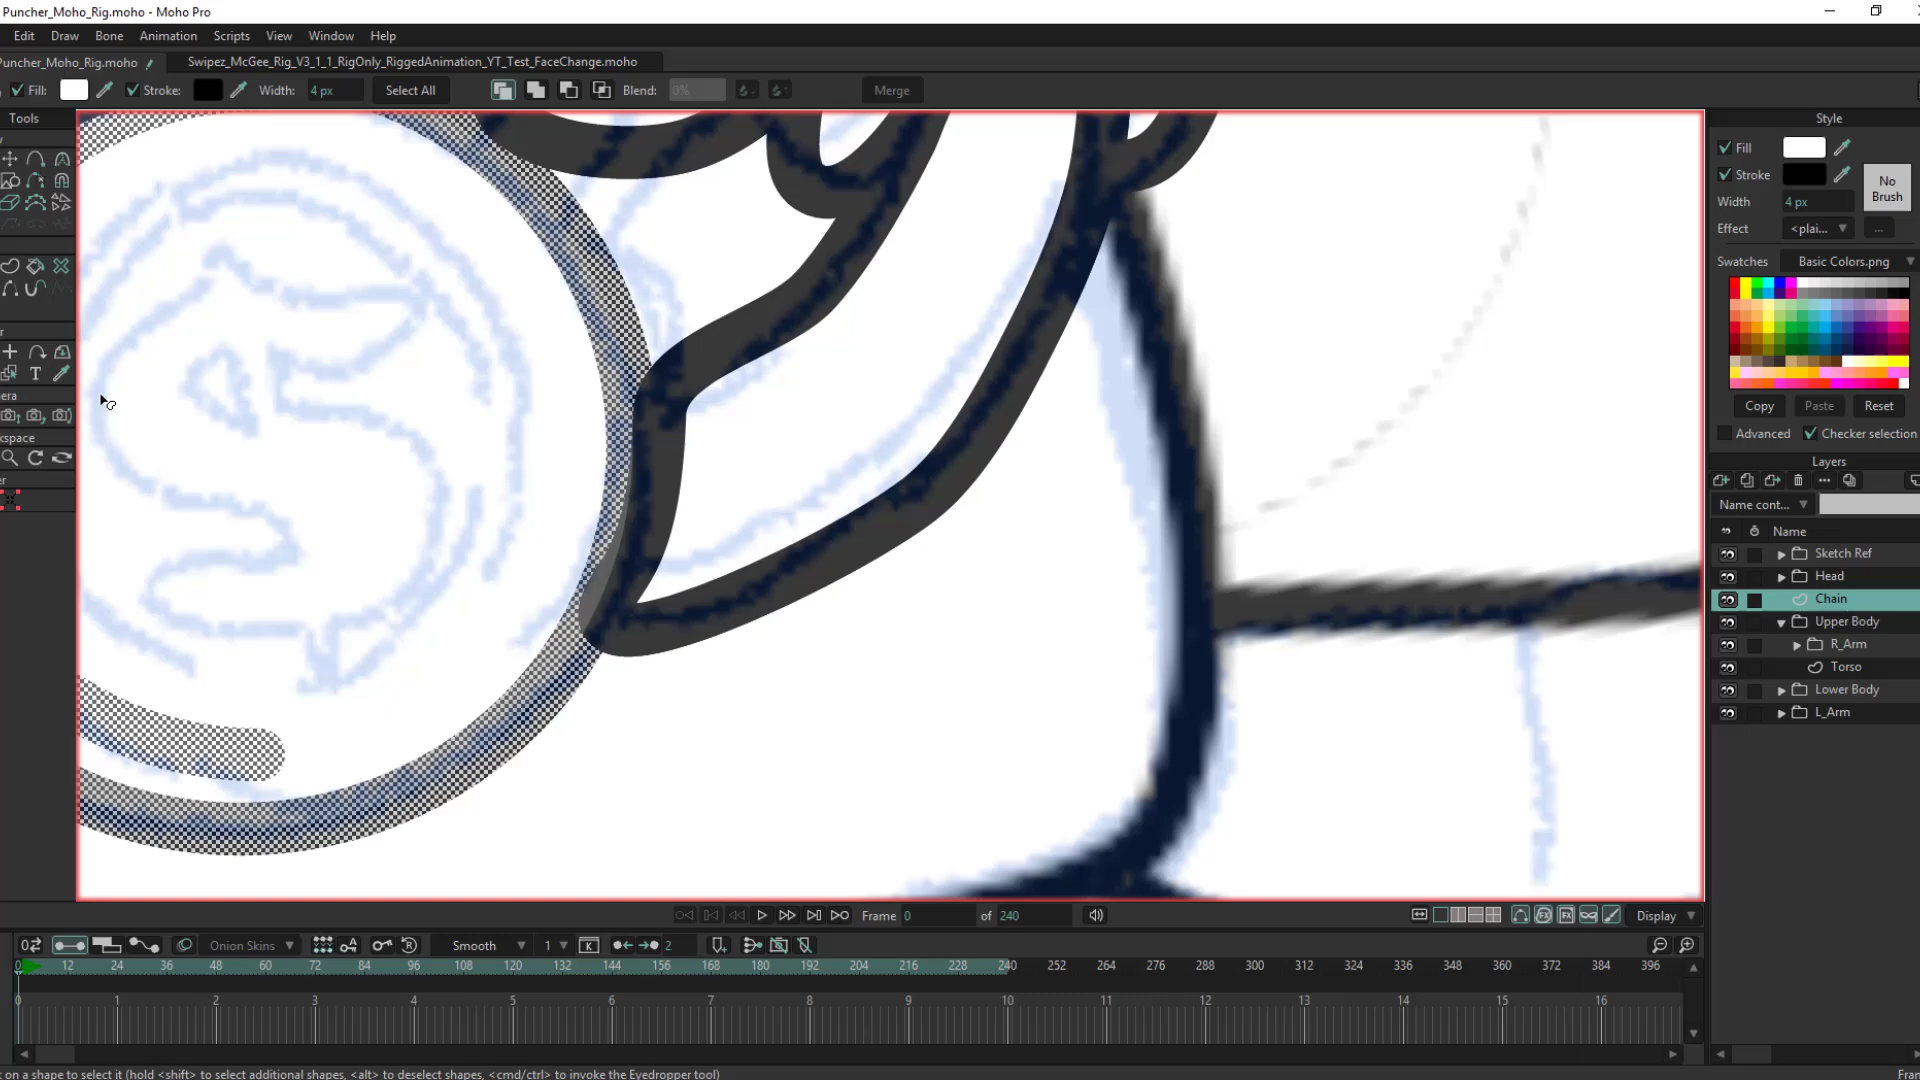 Puncher_Moho_Rig.moho - Moho Pro
Edit Draw Bone Animation Scripts View Window Help
Puncher_Moho_Rig.moho Swipez_McGee_Rig_V3_1_1_RigOnly_RiggedAnimation_YT_Test_FaceChange.moho
Fill: Stroke: Width: 4 px Select All Blend: 0% Merge
Tools Style
Fill
Stroke No Brush
Width 4 px
Effect <plai... ...
Swatches Basic Colors.png
T
era
Copy Paste Reset
kspace Advanced Checker selection
Layers
Name cont...
Name
Sketch Ref
Head
Chain
Upper Body
R_Arm
Torso
Lower Body
L_Arm
S
Frame 0 of 240 Display
Onion Skins Smooth 1 K 2
0 12 24 36 48 60 72 84 96 108 120 132 144 156 168 180 192 204 216 228 240 252 264 276 288 300 312 324 336 348 360 372 384 396
0 1 2 3 4 5 6 7 8 9 10 11 12 13 14 15 16
on a shape to select it (hold <shift> to select additional shapes, <alt> to deselect shapes, <cmd/ctrl> to invoke the Eyedropper tool) Fran